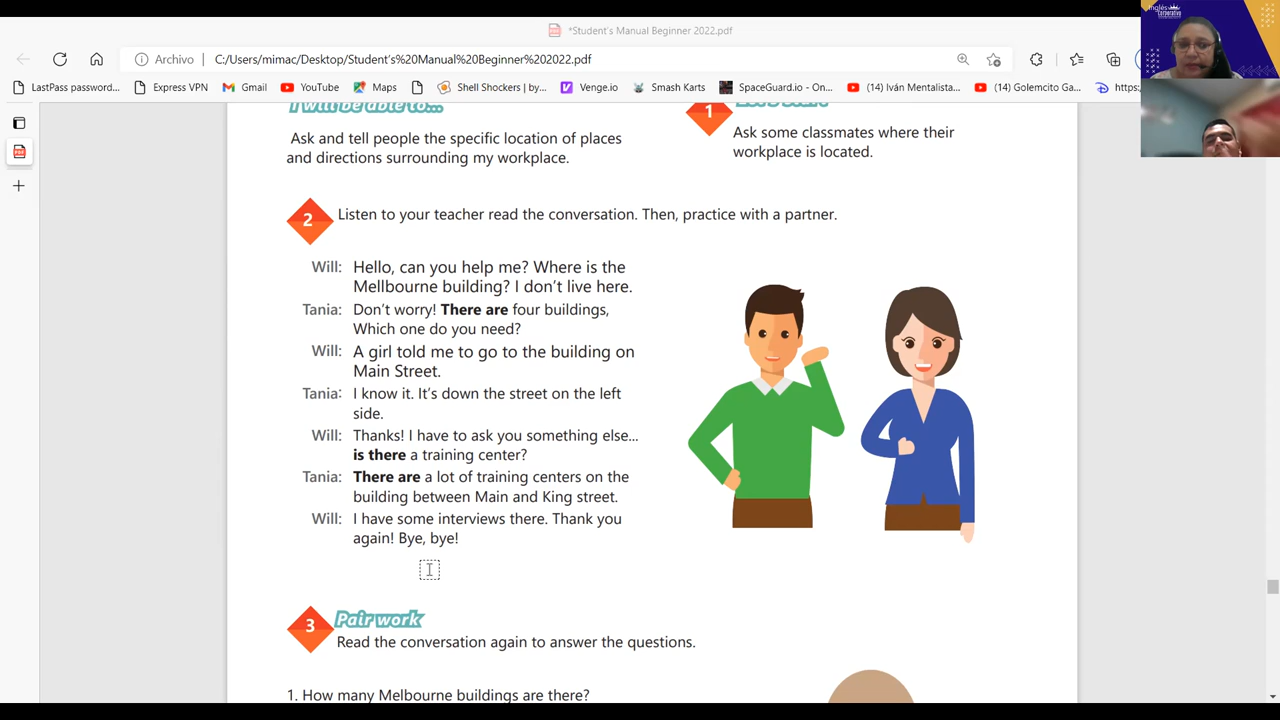 *Student's Manual Beginner 2022.pdf
Archivo
C:/Users/mimac/Desktop/Student's%20Manual%20Beginner%202022.pdf
LastPass password...
Express VPN
Gmail
YouTube
Maps
Shell Shockers | by...
Venge.io
Smash Karts
SpaceGuard.io - On...
(14) Iván Mentalista...
(14) Golemcito Ga...
https:
Inglés
Corporativo
I will be able to...
Ask and tell people the specific location of places
and directions surrounding my workplace.
1
Ask some classmates where their
workplace is located.
2
Listen to your teacher read the conversation. Then, practice with a partner.
Will: Hello, can you help me? Where is the
Mellbourne building? I don't live here.
Tania: Don't worry! There are four buildings,
Which one do you need?
Will: A girl told me to go to the building on
Main Street.
Tania: I know it. It's down the street on the left
side.
Will: Thanks! I have to ask you something else...
is there a training center?
Tania: There are a lot of training centers on the
building between Main and King street.
Will: I have some interviews there. Thank you
again! Bye, bye!
3
Pair work
Read the conversation again to answer the questions.
1. How many Melbourne buildings are there?